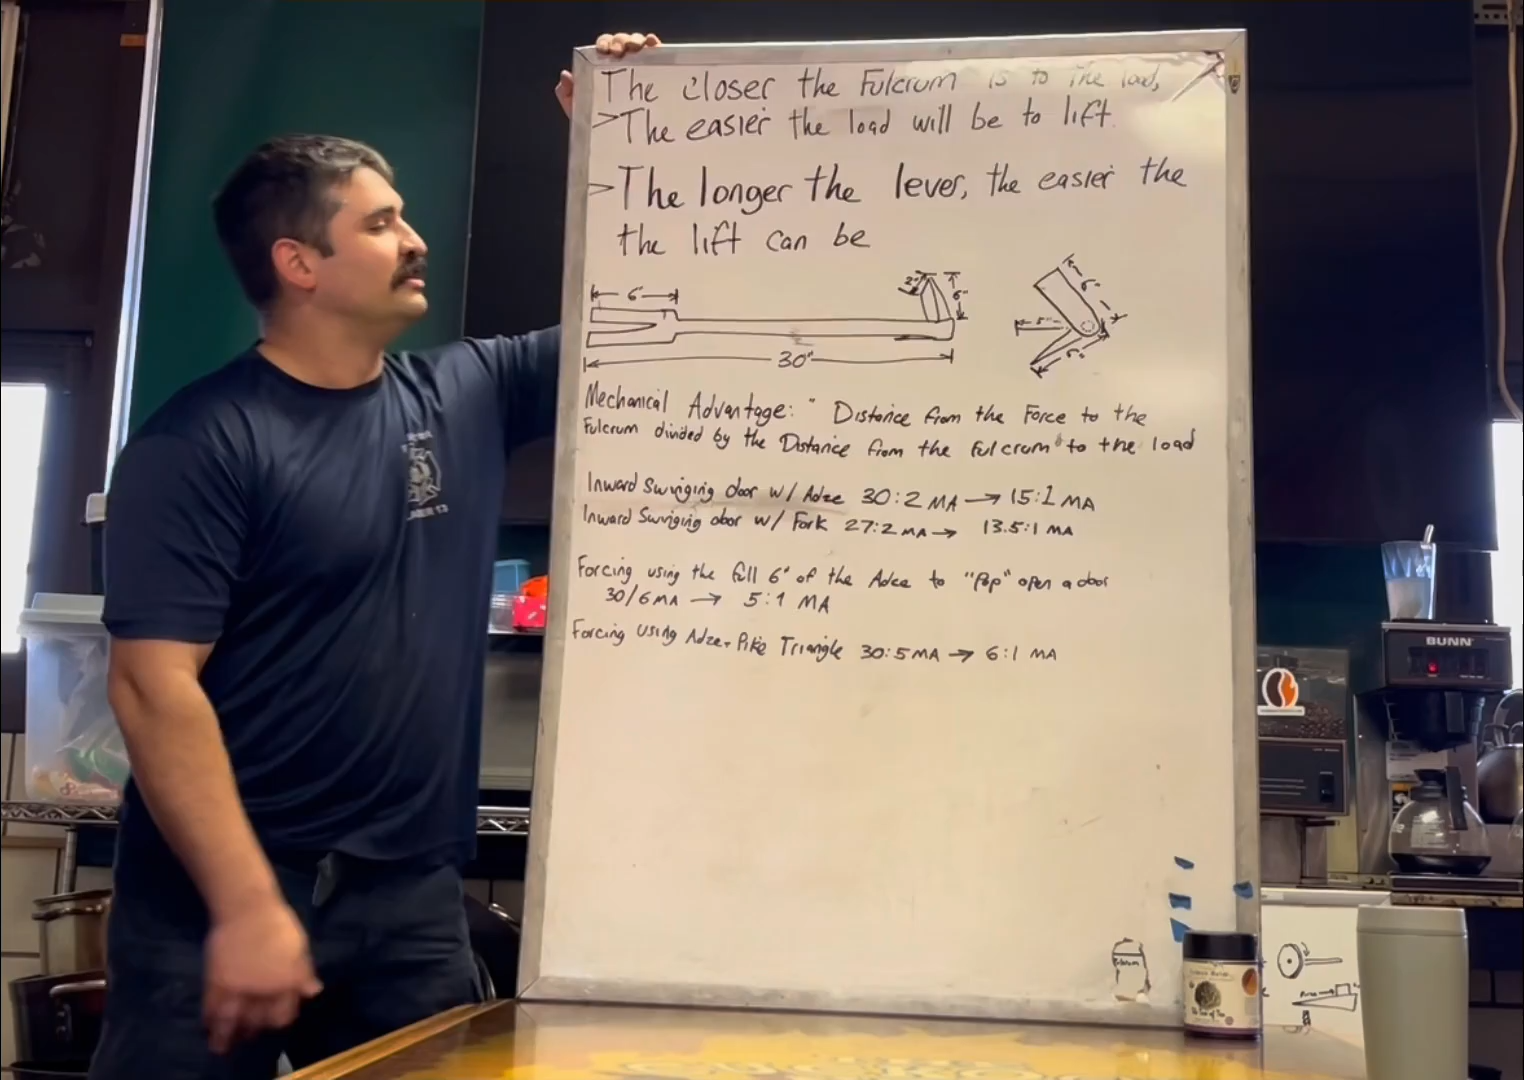 The closer the Fulcrum is to the load,
> The easier the load will be to lift.
> The longer the lever, the easier the
the lift can be
6"
2"
6"
30"
6"
5"
6"
Mechanical Advantage: " Distance from the Force to the
Fulcrum divided by the Distance from the fulcrum" to the load
Inward Swinging door w/ Adze 30:2 MA → 15:1 MA
Inward Swinging door w/ Fork 27:2 MA → 13.5:1 MA
Forcing using the full 6" of the Adze to "Pop" open a door
30/6 MA → 5:1 MA
Forcing using Adze + Pike Triangle 30:5 MA → 6:1 MA
BUNN
Fulcrum